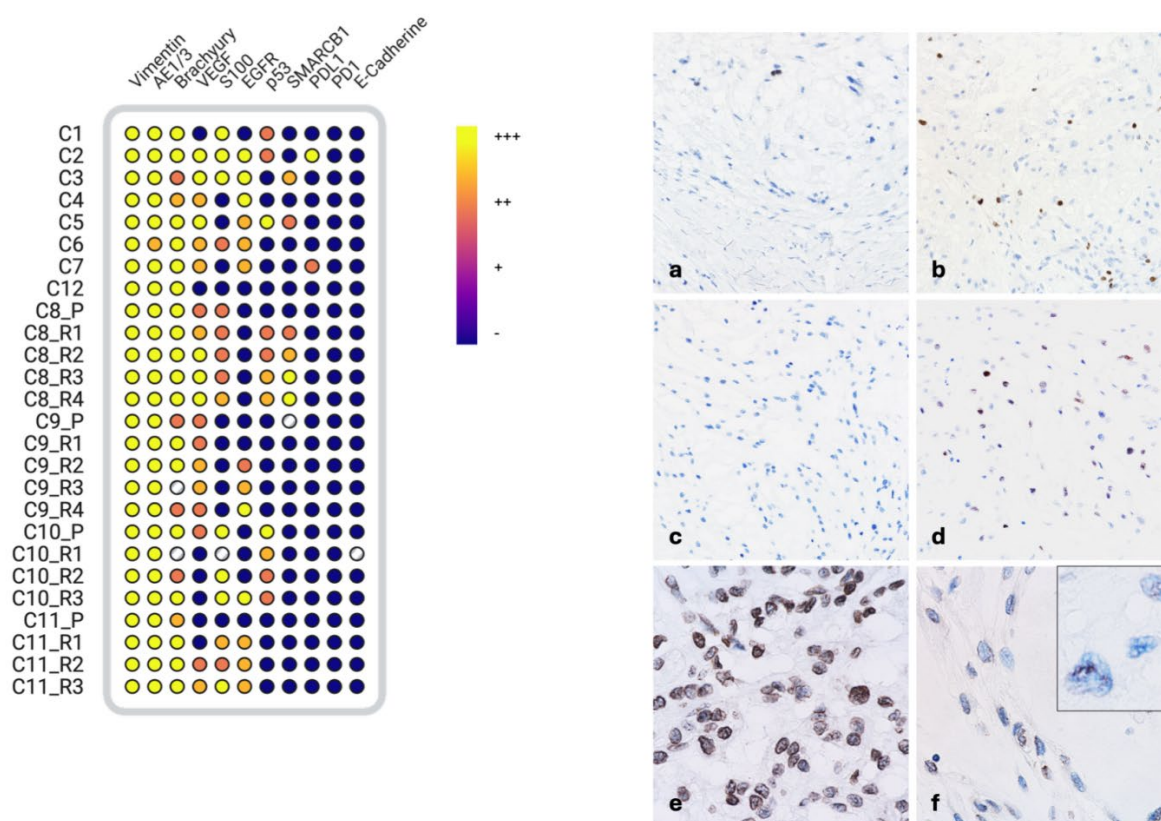 Vimentin
AE1/3
Brachyury
VEGF
S100
EGFR
p53
SMARCB1
PDL1
PD1
E-Cadherine
C1
C2
C3
C4
C5
C6
C7
C12
C8_P
C8_R1
C8_R2
C8_R3
C8_R4
C9_P
C9_R1
C9_R2
C9_R3
C9_R4
C10_P
C10_R1
C10_R2
C10_R3
C11_P
C11_R1
C11_R2
C11_R3
+++
++
+
-
a
b
c
d
e
f